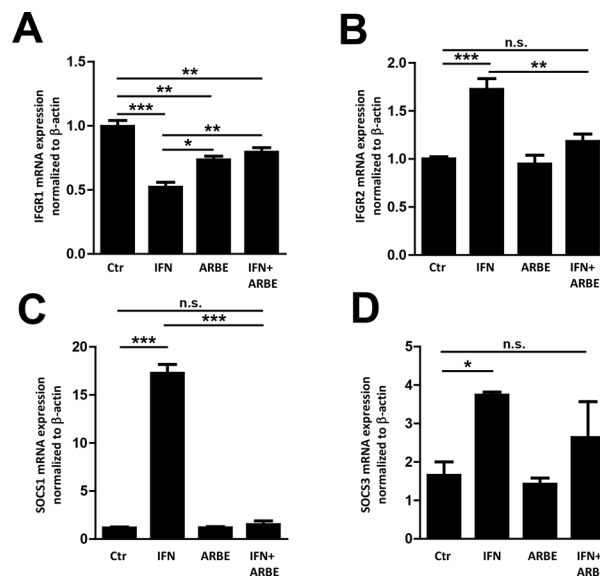 A
IFGR1 mRNA expression
normalized to β-actin
1.5
1.0
0.5
0.0
**
**
***
**
*
Ctr IFN ARBE IFN+
ARBE
B
IFGR2 mRNA expression
normalized to β-actin
2.0
1.5
1.0
0.5
0.0
n.s.
***
**
Ctr IFN ARBE IFN+
ARBE
C
SOCS1 mRNA expression
normalized to β-actin
20
15
10
5
0
n.s.
***
***
Ctr IFN ARBE IFN+
ARBE
D
SOCS3 mRNA expression
normalized to β-actin
5
4
3
2
1
0
n.s.
*
Ctr IFN ARBE IFN+
ARBE